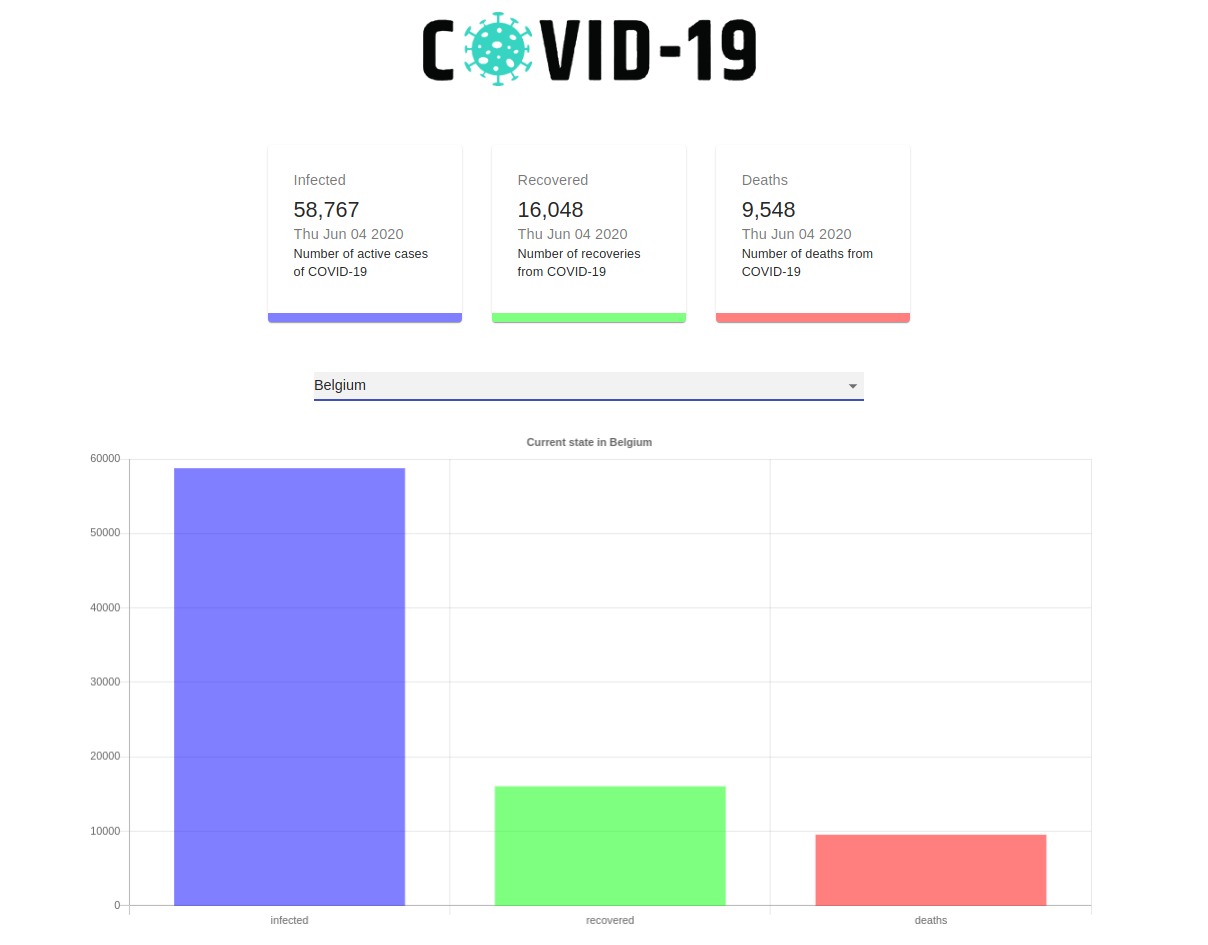 COVID-19
Infected
58,767
Thu Jun 04 2020
Number of active cases
of COVID-19
Recovered
16,048
Thu Jun 04 2020
Number of recoveries
from COVID-19
Deaths
9,548
Thu Jun 04 2020
Number of deaths from
COVID-19
Belgium
Current state in Belgium
60000
50000
40000
30000
20000
10000
0
infected
recovered
deaths